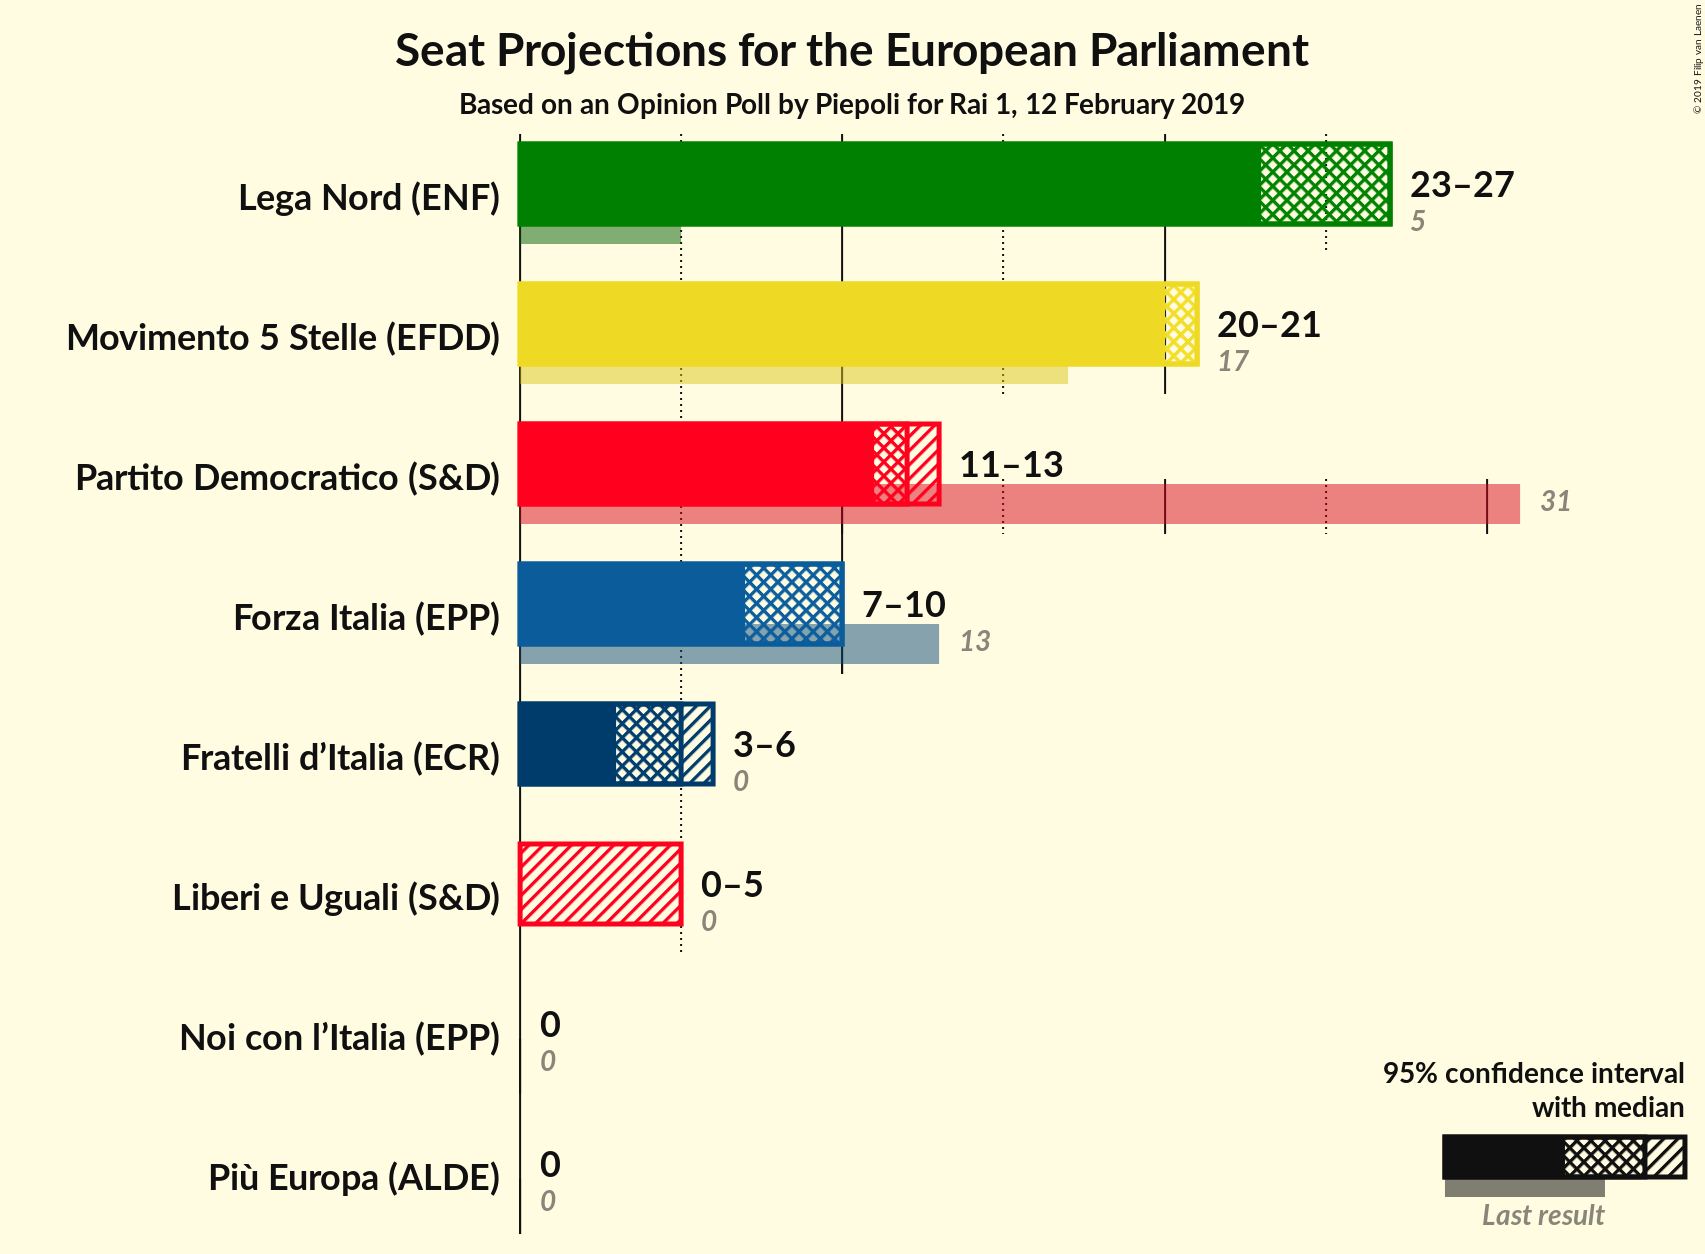 Seat Projections for the European Parliament
Based on an Opinion Poll by Piepoli for Rai 1, 12 February 2019
© 2019 Filip van Laenen
Lega Nord (ENF)
23–27
5
Movimento 5 Stelle (EFDD)
20–21
17
Partito Democratico (S&D)
11–13
31
Forza Italia (EPP)
7–10
13
Fratelli d’Italia (ECR)
3–6
0
Liberi e Uguali (S&D)
0–5
0
Noi con l’Italia (EPP)
0
0
Più Europa (ALDE)
0
0
95% confidence interval
with median
Last result